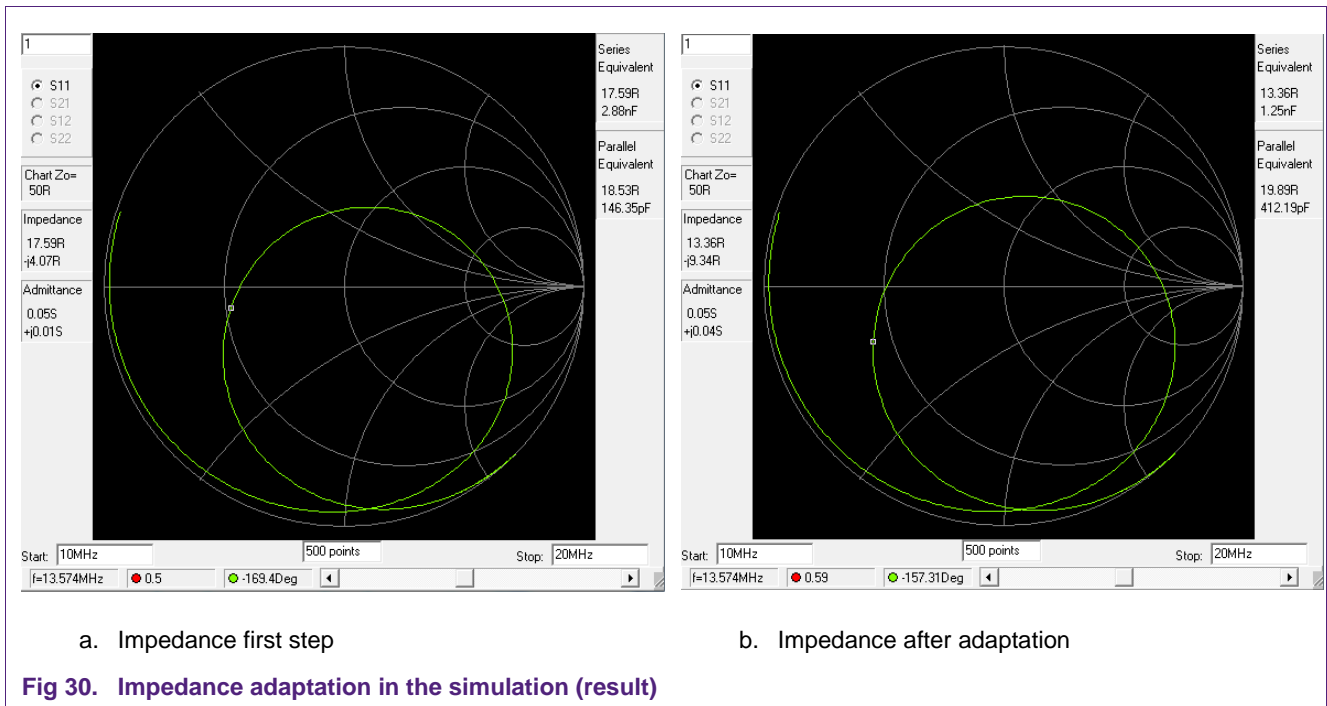 1
S11
S21
S12
S22
Chart Zo=
50R
Impedance
17.59R
-j4.07R
Admittance
0.05S
+j0.01S
Series
Equivalent
17.59R
2.88nF
Parallel
Equivalent
18.53R
146.35pF
Start: 10MHz
500 points
Stop: 20MHz
f=13.574MHz 0.5 -169.4Deg
1
S11
S21
S12
S22
Chart Zo=
50R
Impedance
13.36R
-j9.34R
Admittance
0.05S
+j0.04S
Series
Equivalent
13.36R
1.25nF
Parallel
Equivalent
19.89R
412.19pF
Start: 10MHz
500 points
Stop: 20MHz
f=13.574MHz 0.59 -157.31Deg
a. Impedance first step
b. Impedance after adaptation
Fig 30. Impedance adaptation in the simulation (result)